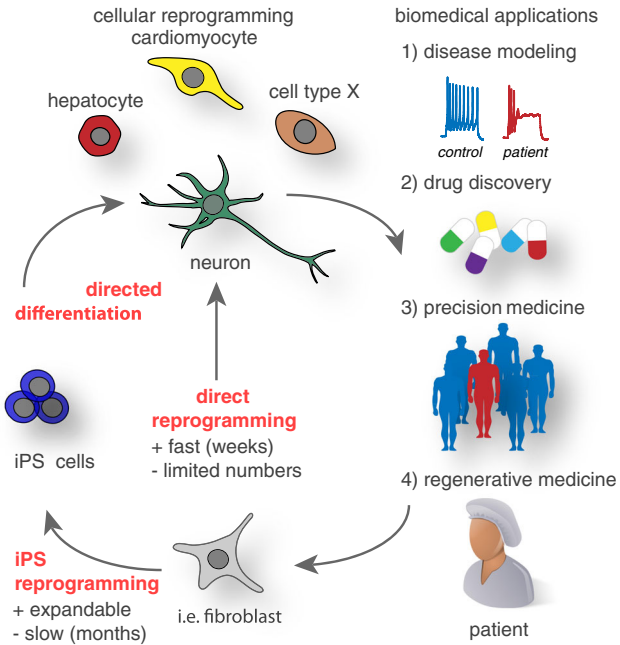 cellular reprogramming
cardiomyocyte
hepatocyte
cell type X
neuron
directed
differentiation
direct
reprogramming
+ fast (weeks)
- limited numbers
iPS cells
iPS
reprogramming
+ expandable
- slow (months)
i.e. fibroblast
biomedical applications
1) disease modeling
control
patient
2) drug discovery
3) precision medicine
4) regenerative medicine
patient